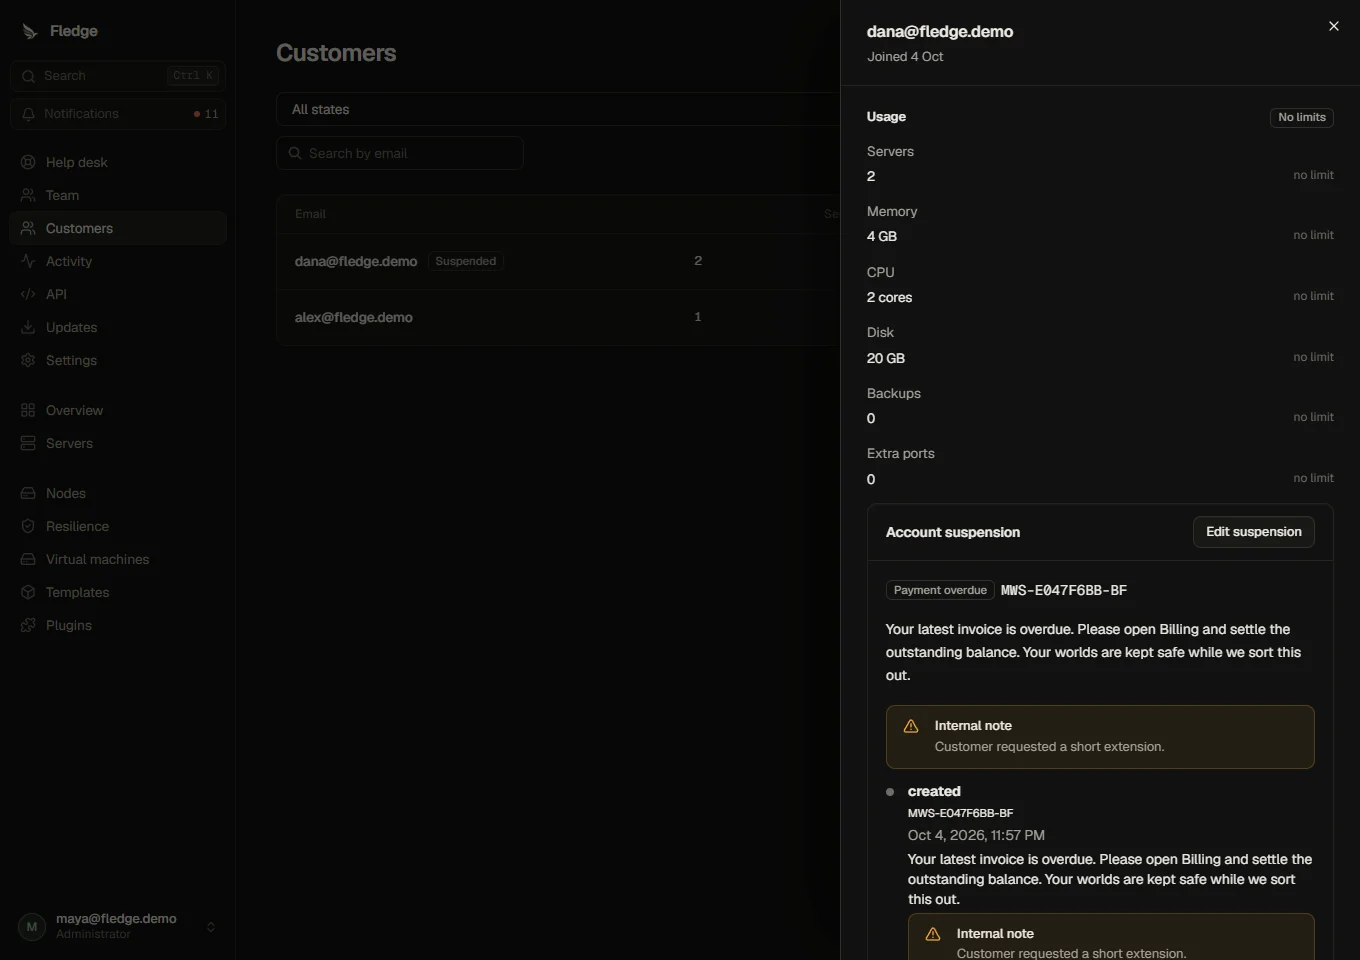 Fledge
Search
Ctrl K
Notifications
11
Help desk
Team
Customers
Activity
API
Updates
Settings
Overview
Servers
Nodes
Resilience
Virtual machines
Templates
Plugins
M
maya@fledge.demo
Administrator
Customers
All states
Search by email
Email
Se
dana@fledge.demo Suspended 2
alex@fledge.demo 1
dana@fledge.demo
Joined 4 Oct
Usage No limits
Servers
2 no limit
Memory
4 GB no limit
CPU
2 cores no limit
Disk
20 GB no limit
Backups
0 no limit
Extra ports
0 no limit
Account suspension Edit suspension
Payment overdue MWS-E047F6BB-BF
Your latest invoice is overdue. Please open Billing and settle the
outstanding balance. Your worlds are kept safe while we sort this
out.
Internal note
Customer requested a short extension.
created
MWS-E047F6BB-BF
Oct 4, 2026, 11:57 PM
Your latest invoice is overdue. Please open Billing and settle the
outstanding balance. Your worlds are kept safe while we sort
this out.
Internal note
Customer requested a short extension.